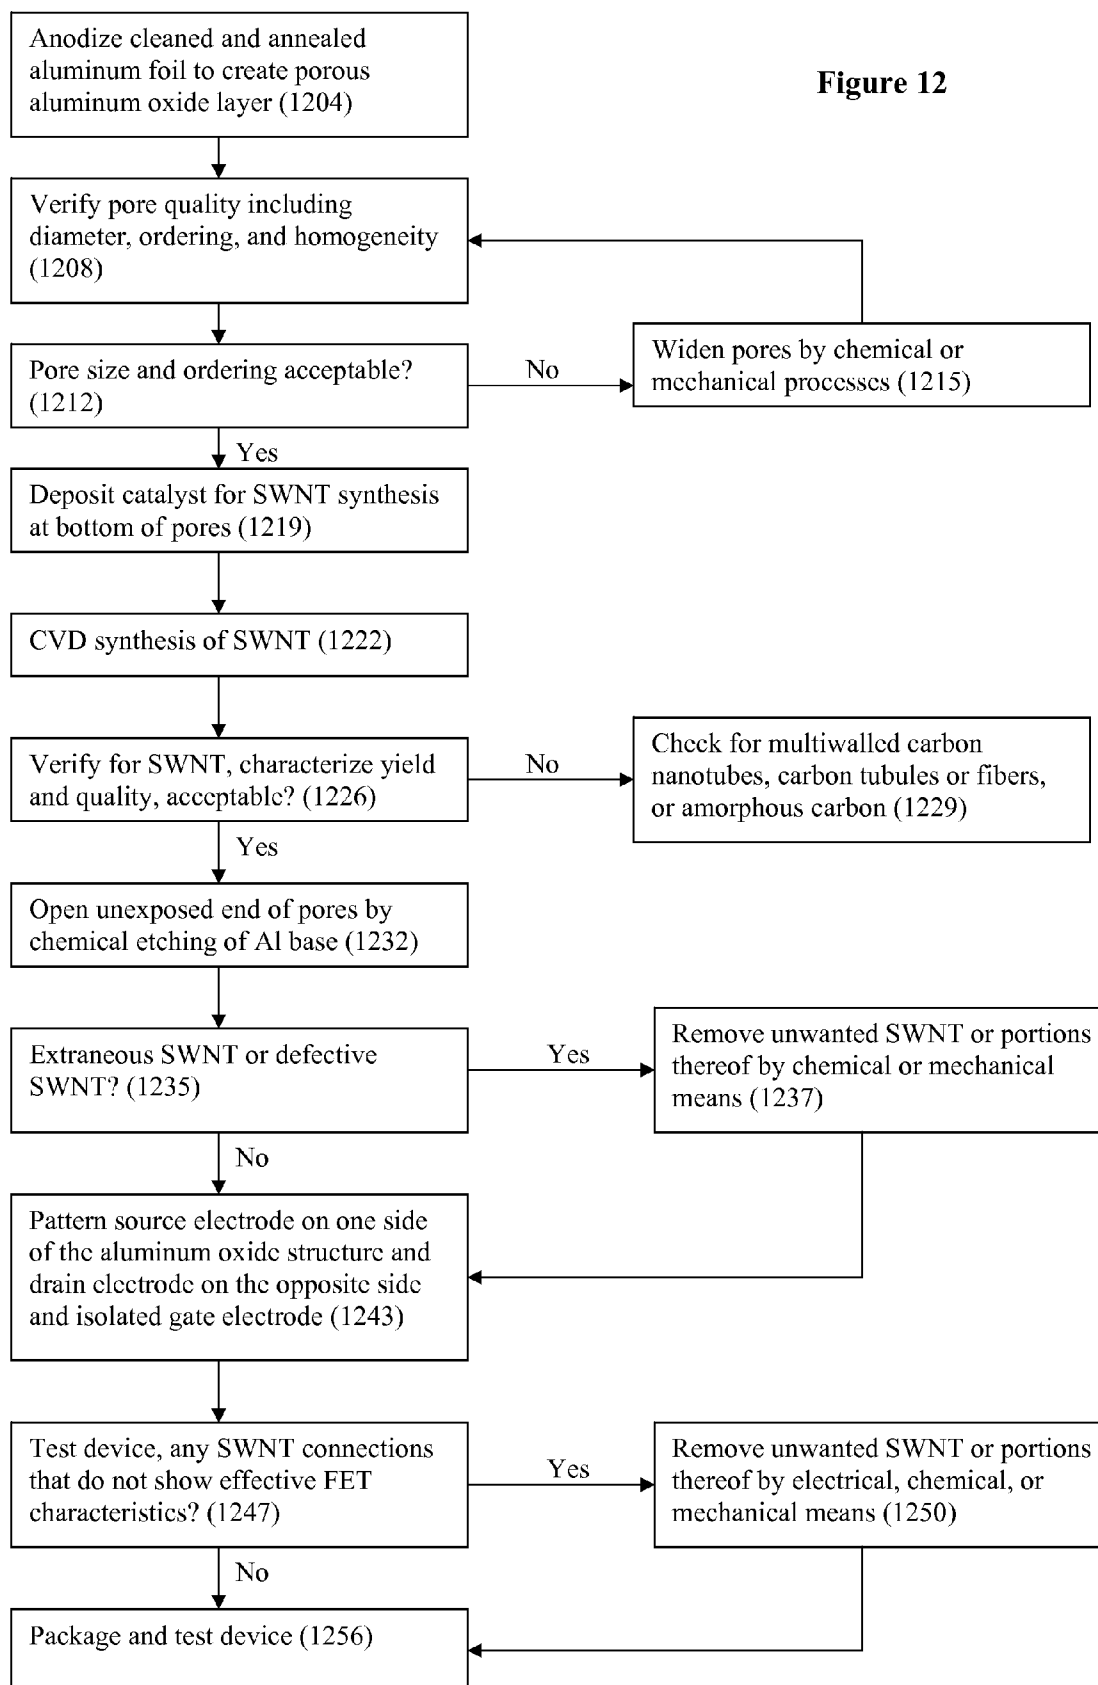 Anodize cleaned and annealed
aluminum foil to create porous
aluminum oxide layer (1204)
Figure 12
Verify pore quality including
diameter, ordering, and homogeneity
(1208)
Pore size and ordering acceptable?
(1212)
No
Widen pores by chemical or
mechanical processes (1215)
Yes
Deposit catalyst for SWNT synthesis
at bottom of pores (1219)
CVD synthesis of SWNT (1222)
Verify for SWNT, characterize yield
and quality, acceptable? (1226)
No
Check for multiwalled carbon
nanotubes, carbon tubules or fibers,
or amorphous carbon (1229)
Yes
Open unexposed end of pores by
chemical etching of Al base (1232)
Extraneous SWNT or defective
SWNT? (1235)
Yes
Remove unwanted SWNT or portions
thereof by chemical or mechanical
means (1237)
No
Pattern source electrode on one side
of the aluminum oxide structure and
drain electrode on the opposite side
and isolated gate electrode (1243)
Test device, any SWNT connections
that do not show effective FET
characteristics? (1247)
Yes
Remove unwanted SWNT or portions
thereof by electrical, chemical, or
mechanical means (1250)
No
Package and test device (1256)